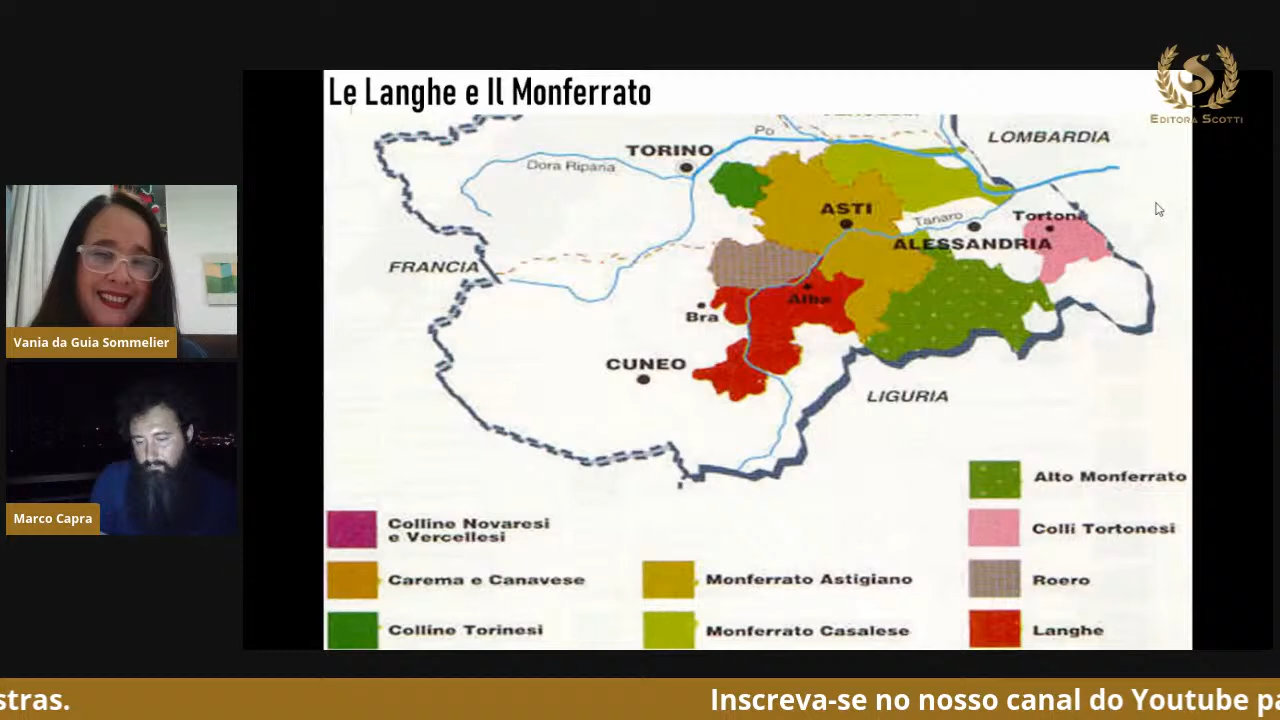 Le Langhe e Il Monferrato
EDITORA SCOTTI
Po
LOMBARDIA
TORINO
Dora Riparia
ASTI
Tanaro
Tortona
ALESSANDRIA
FRANCIA
Alba
Bra
CUNEO
LIGURIA
Alto Monferrato
Colline Novaresi
e Vercellesi
Colli Tortonesi
Carema e Canavese
Monferrato Astigiano
Roero
Colline Torinesi
Monferrato Casalese
Langhe
Vania da Guia Sommelier
Marco Capra
stras.
Inscreva-se no nosso canal do Youtube pa